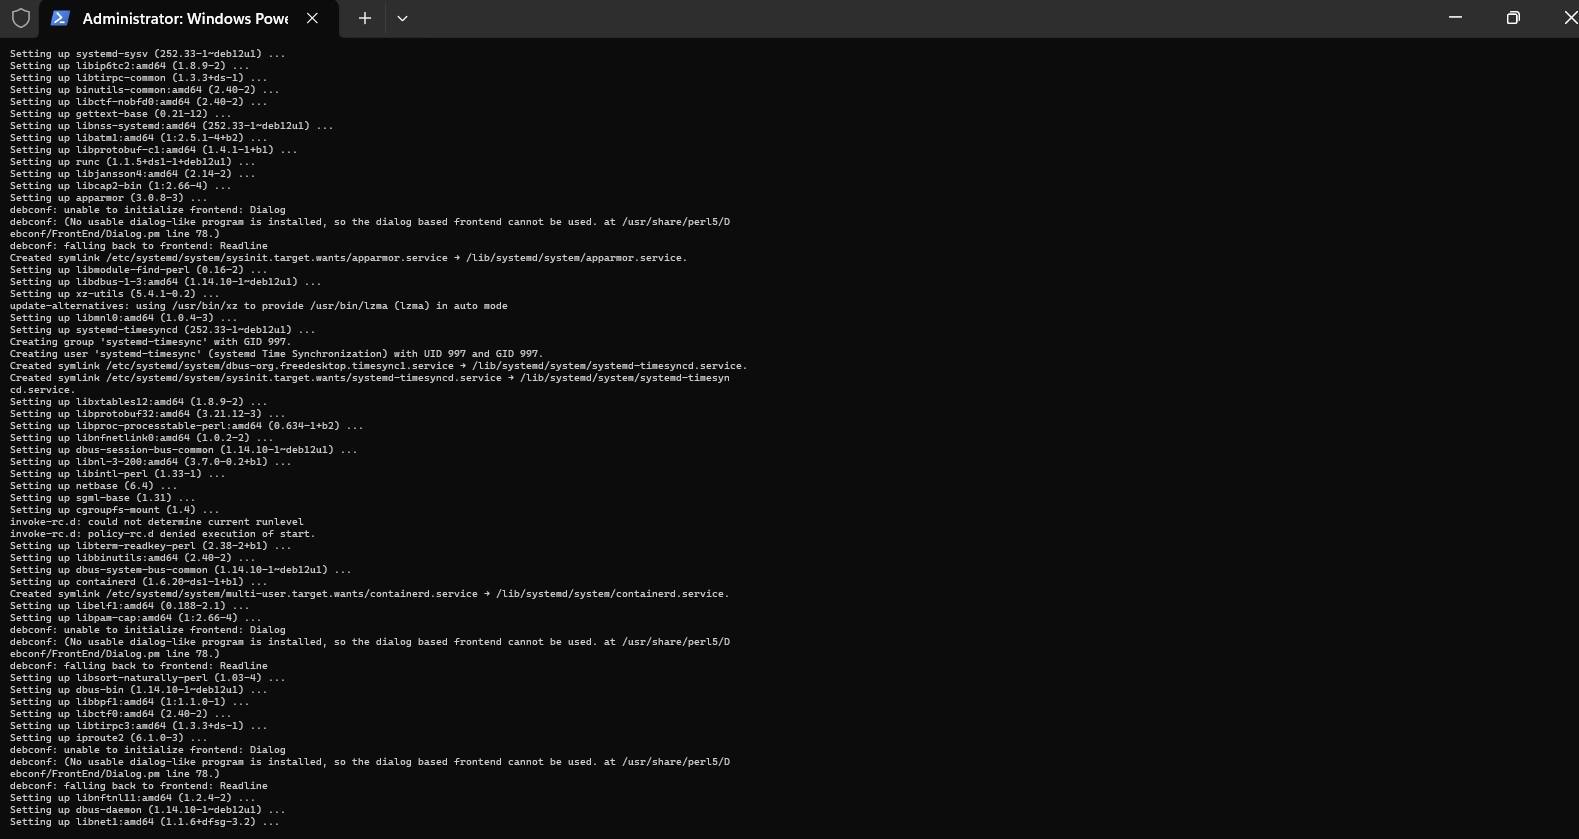 Administrator: Windows Powe
Setting up systemd-sysv (252.33-1~deb12u1) ...
Setting up libip6tc2:amd64 (1.8.9-2) ...
Setting up libtirpc-common (1.3.3+ds-1) ...
Setting up binutils-common:amd64 (2.40-2) ...
Setting up libctf-nobfd0:amd64 (2.40-2) ...
Setting up gettext-base (0.21-12) ...
Setting up libnss-systemd:amd64 (252.33-1~deb12u1) ...
Setting up libatm1:amd64 (1:2.5.1-4+b2) ...
Setting up libprotobuf-c1:amd64 (1.4.1-1+b1) ...
Setting up runc (1.1.5+ds1-1+deb12u1) ...
Setting up libjansson4:amd64 (2.14-2) ...
Setting up libcap2-bin (1:2.66-4) ...
Setting up apparmor (3.0.8-3) ...
debconf: unable to initialize frontend: Dialog
debconf: (No usable dialog-like program is installed, so the dialog based frontend cannot be used. at /usr/share/perl5/D
ebconf/FrontEnd/Dialog.pm line 78.)
debconf: falling back to frontend: Readline
Created symlink /etc/systemd/system/sysinit.target.wants/apparmor.service → /lib/systemd/system/apparmor.service.
Setting up libmodule-find-perl (0.16-2) ...
Setting up libdbus-1-3:amd64 (1.14.10-1~deb12u1) ...
Setting up xz-utils (5.4.1-0.2) ...
update-alternatives: using /usr/bin/xz to provide /usr/bin/lzma (lzma) in auto mode
Setting up libmnl0:amd64 (1.0.4-3) ...
Setting up systemd-timesyncd (252.33-1~deb12u1) ...
Creating group 'systemd-timesync' with GID 997.
Creating user 'systemd-timesync' (systemd Time Synchronization) with UID 997 and GID 997.
Created symlink /etc/systemd/system/dbus-org.freedesktop.timesync1.service → /lib/systemd/system/systemd-timesyncd.service.
Created symlink /etc/systemd/system/sysinit.target.wants/systemd-timesyncd.service → /lib/systemd/system/systemd-timesyn
cd.service.
Setting up libxtables12:amd64 (1.8.9-2) ...
Setting up libprotobuf32:amd64 (3.21.12-3) ...
Setting up libproc-processtable-perl:amd64 (0.634-1+b2) ...
Setting up libnfnetlink0:amd64 (1.0.2-2) ...
Setting up dbus-session-bus-common (1.14.10-1~deb12u1) ...
Setting up libnl-3-200:amd64 (3.7.0-0.2+b1) ...
Setting up libintl-perl (1.33-1) ...
Setting up netbase (6.4) ...
Setting up sgml-base (1.31) ...
Setting up cgroupfs-mount (1.4) ...
invoke-rc.d: could not determine current runlevel
invoke-rc.d: policy-rc.d denied execution of start.
Setting up libterm-readkey-perl (2.38-2+b1) ...
Setting up libbinutils:amd64 (2.40-2) ...
Setting up dbus-system-bus-common (1.14.10-1~deb12u1) ...
Setting up containerd (1.6.20~ds1-1+b1) ...
Created symlink /etc/systemd/system/multi-user.target.wants/containerd.service → /lib/systemd/system/containerd.service.
Setting up libelf1:amd64 (0.188-2.1) ...
Setting up libpam-cap:amd64 (1:2.66-4) ...
debconf: unable to initialize frontend: Dialog
debconf: (No usable dialog-like program is installed, so the dialog based frontend cannot be used. at /usr/share/perl5/D
ebconf/FrontEnd/Dialog.pm line 78.)
debconf: falling back to frontend: Readline
Setting up libsort-naturally-perl (1.03-4) ...
Setting up dbus-bin (1.14.10-1~deb12u1) ...
Setting up libbpf1:amd64 (1:1.1.0-1) ...
Setting up libctf0:amd64 (2.40-2) ...
Setting up libtirpc3:amd64 (1.3.3+ds-1) ...
Setting up iproute2 (6.1.0-3) ...
debconf: unable to initialize frontend: Dialog
debconf: (No usable dialog-like program is installed, so the dialog based frontend cannot be used. at /usr/share/perl5/D
ebconf/FrontEnd/Dialog.pm line 78.)
debconf: falling back to frontend: Readline
Setting up libnftnl11:amd64 (1.2.4-2) ...
Setting up dbus-daemon (1.14.10-1~deb12u1) ...
Setting up libnet1:amd64 (1.1.6+dfsg-3.2) ...